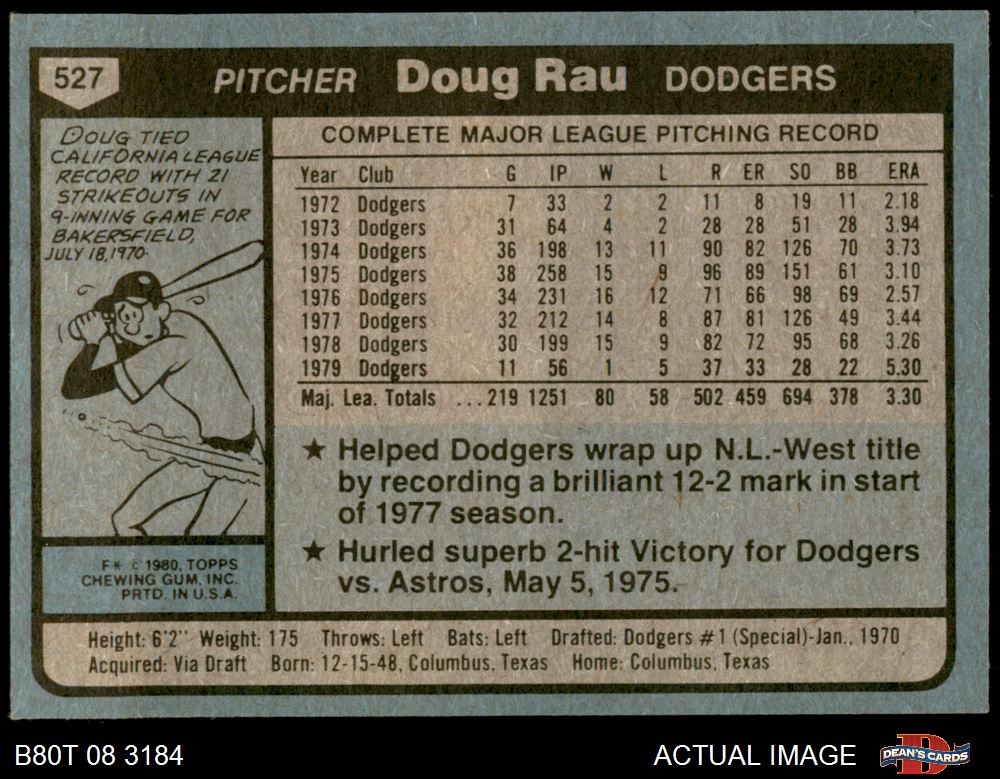 527 PITCHER Doug Rau DODGERS
DOUG TIED
CALIFORNIA LEAGUE
RECORD WITH 21
STRIKEOUTS IN
9-INNING GAME FOR
BAKERSFIELD,
JULY 18, 1970.
F* © 1980, TOPPS
CHEWING GUM, INC.
PRTD. IN U.S.A.
COMPLETE MAJOR LEAGUE PITCHING RECORD
Year Club G IP W L R ER SO BB ERA
1972 Dodgers 7 33 2 2 11 8 19 11 2.18
1973 Dodgers 31 64 4 2 28 28 51 28 3.94
1974 Dodgers 36 198 13 11 90 82 126 70 3.73
1975 Dodgers 38 258 15 9 96 89 151 61 3.10
1976 Dodgers 34 231 16 12 71 66 98 69 2.57
1977 Dodgers 32 212 14 8 87 81 126 49 3.44
1978 Dodgers 30 199 15 9 82 72 95 68 3.26
1979 Dodgers 11 56 1 5 37 33 28 22 5.30
Maj. Lea. Totals ...219 1251 80 58 502 459 694 378 3.30
★ Helped Dodgers wrap up N.L.-West title
by recording a brilliant 12-2 mark in start
of 1977 season.
★ Hurled superb 2-hit Victory for Dodgers
vs. Astros, May 5, 1975.
Height: 6'2" Weight: 175 Throws: Left Bats: Left Drafted: Dodgers #1 (Special)-Jan., 1970
Acquired: Via Draft Born: 12-15-48, Columbus, Texas Home: Columbus, Texas
B80T 08 3184 ACTUAL IMAGE DEAN'S CARDS